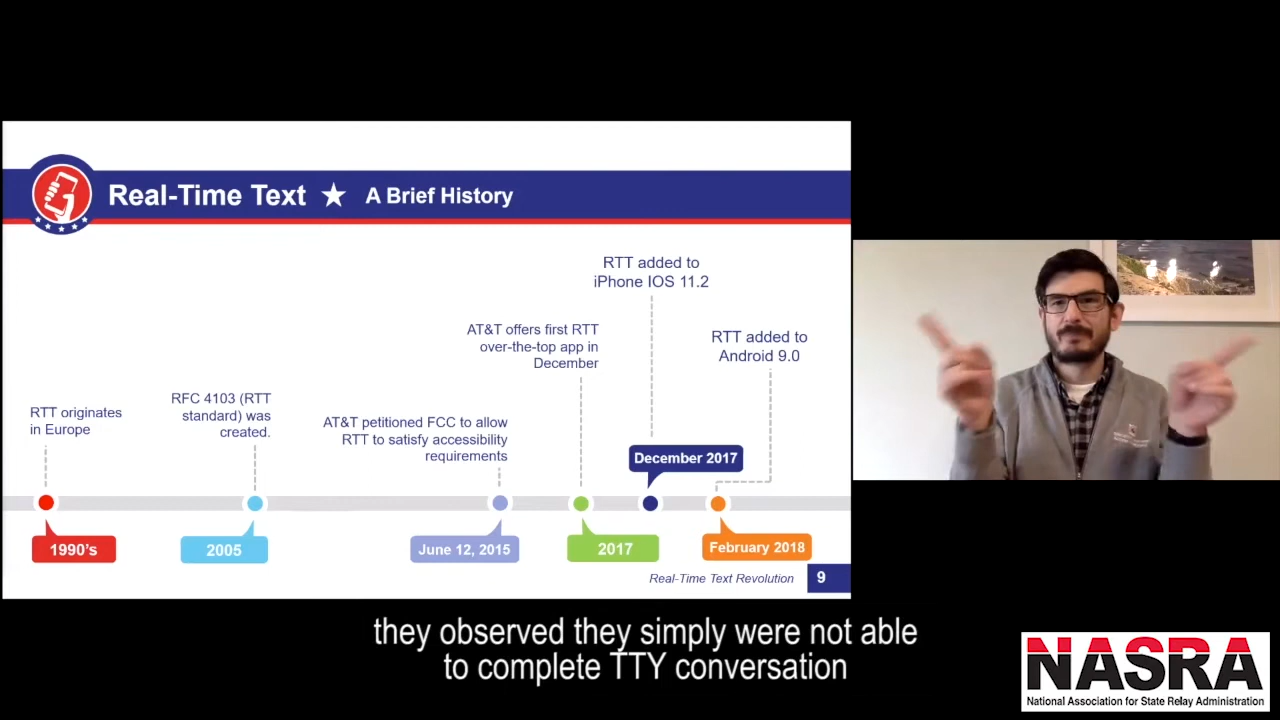 Real-Time Text ★ A Brief History
RTT added to
iPhone IOS 11.2
AT&T offers first RTT
over-the-top app in
December
RTT added to
Android 9.0
RFC 4103 (RTT
standard) was
created.
RTT originates
in Europe
AT&T petitioned FCC to allow
RTT to satisfy accessibility
requirements
December 2017
1990's
2005
June 12, 2015
2017
February 2018
Real-Time Text Revolution 9
they observed they simply were not able
to complete TTY conversation
NASRA
National Association for State Relay Administration